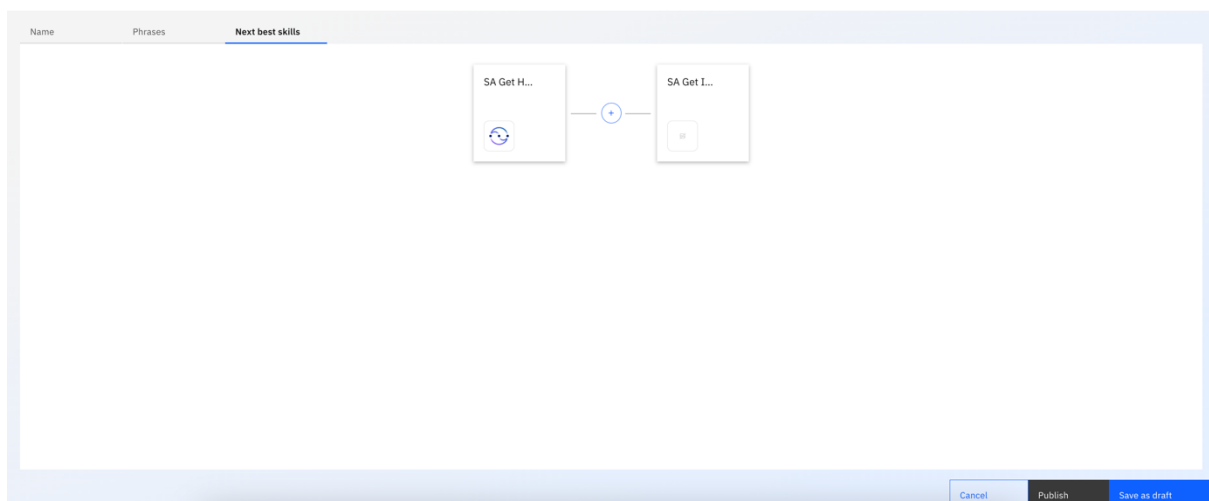 Name
Phrases
Next best skills
SA Get H...
SA Get I...
+
Cancel
Publish
Save as draft